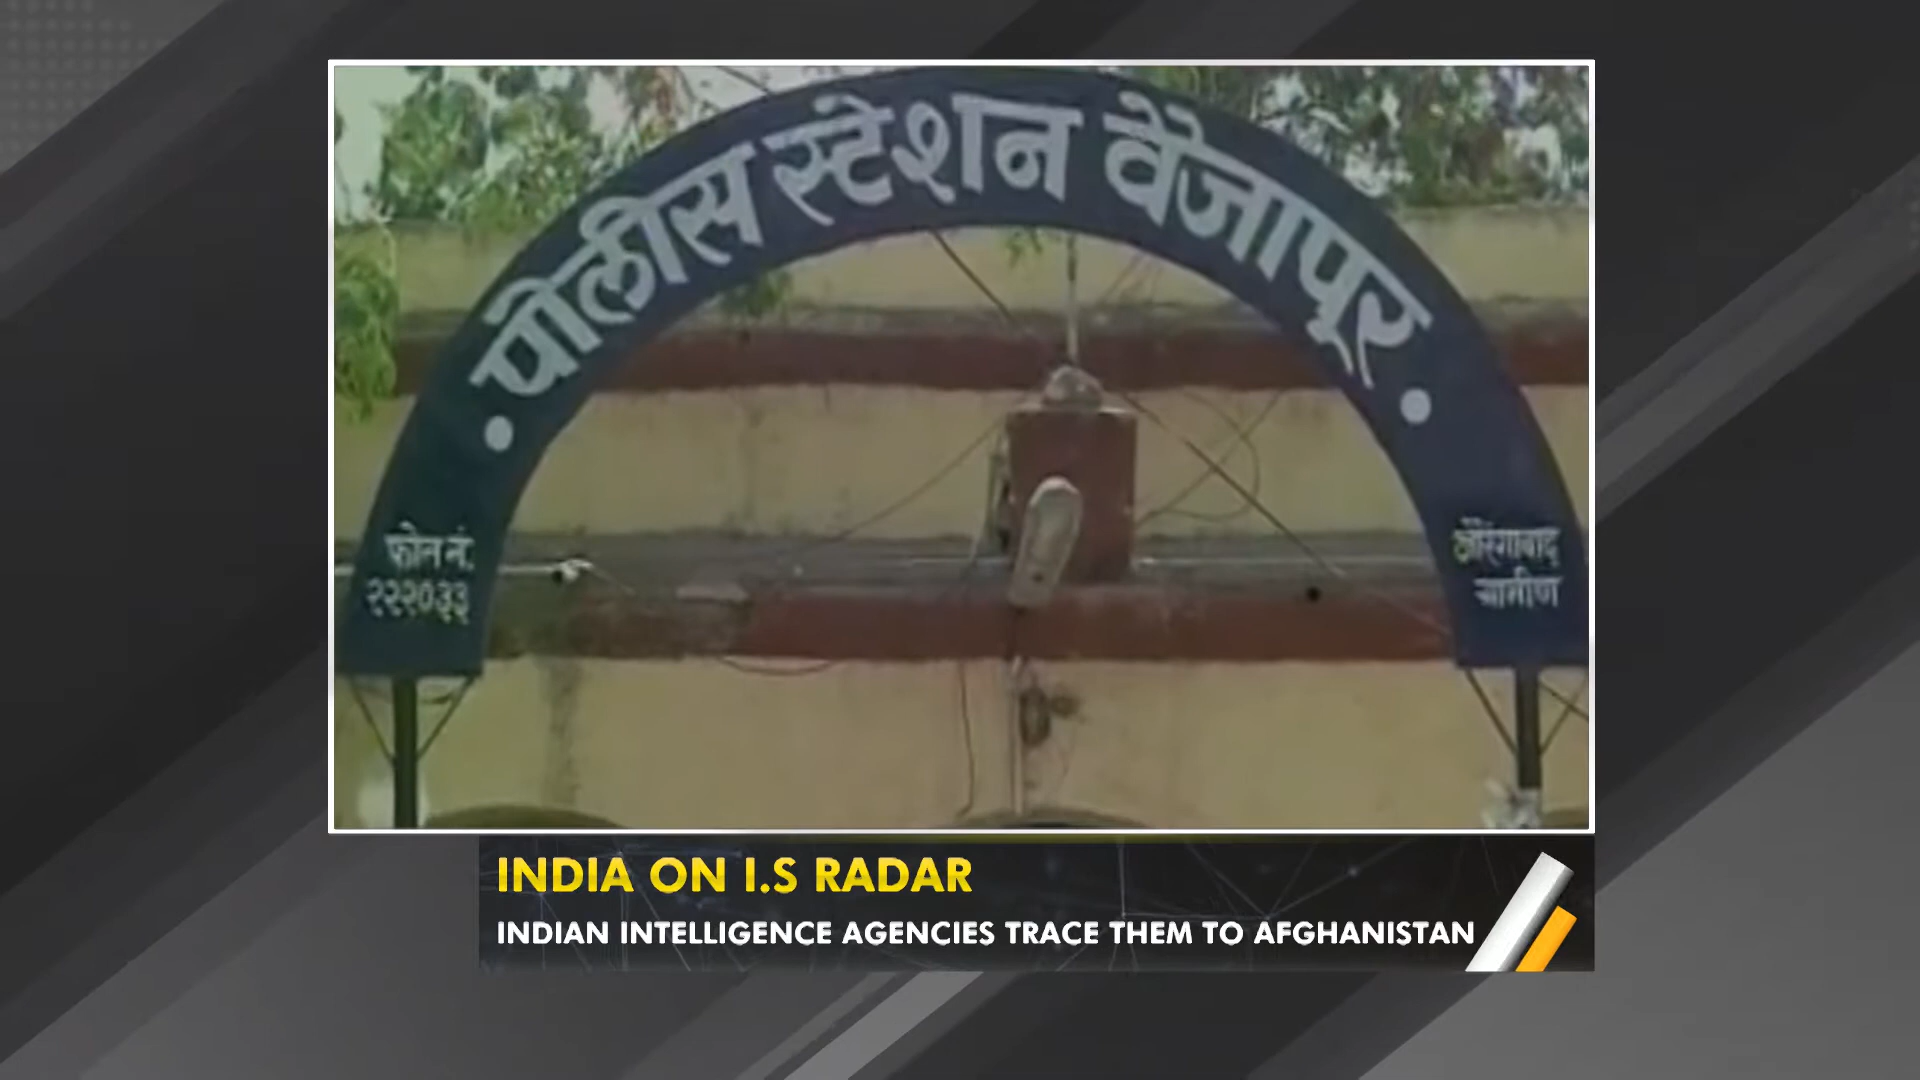 पोलीस स्टेशन वैजापूर
फोन नं.
२२२०३३
औरंगाबाद
ग्रामीण
INDIA ON I.S RADAR
INDIAN INTELLIGENCE AGENCIES TRACE THEM TO AFGHANISTAN